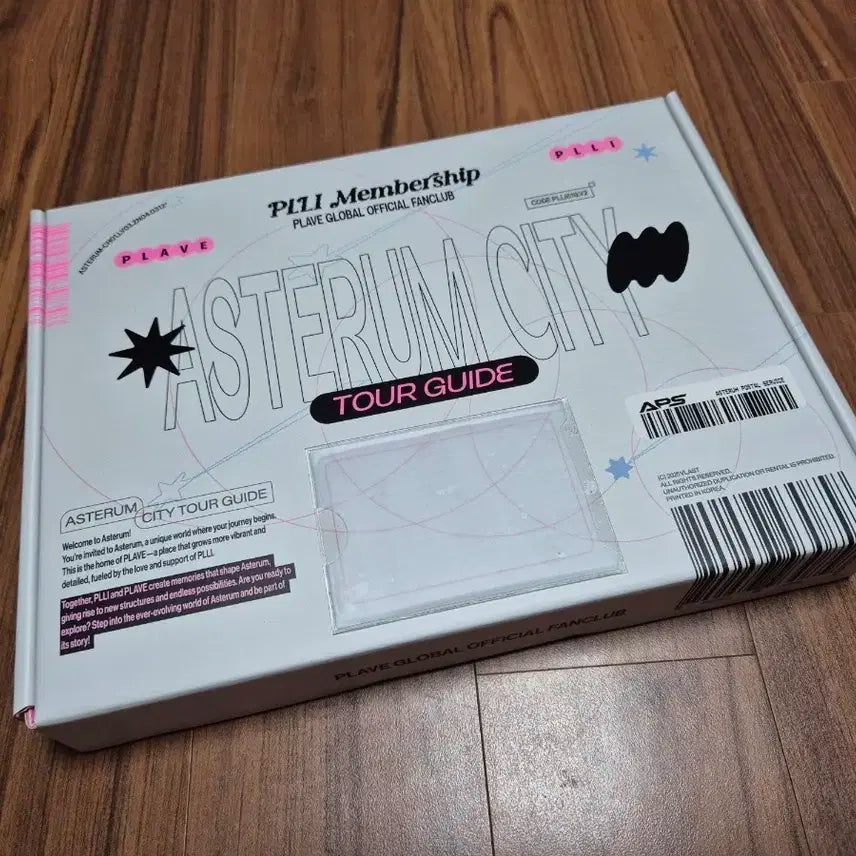 PLLI Membership
PLAVE GLOBAL OFFICIAL FANCLUB
PLLI
PLAVE
ASTERUM CITY
TOUR GUIDE
APS
ASTERUM POSTAL SERVICE
ASTERUM
CITY TOUR GUIDE
Welcome to Asterum!
You're invited to Asterum, a unique world where your journey begins.
This is the home of PLAVE—a place that grows more vibrant and
detailed, fueled by the love and support of PLLI.
Together, PLLI and PLAVE create memories that shape Asterum,
giving rise to new structures and endless possibilities. Are you ready to
explore? Step into the ever-evolving world of Asterum and be part of
its story!
(C) 2025 VLAST
ALL RIGHTS RESERVED.
UNAUTHORIZED DUPLICATION OR RENTAL IS PROHIBITED.
PRINTED IN KOREA.
PLAVE GLOBAL OFFICIAL FANCLUB